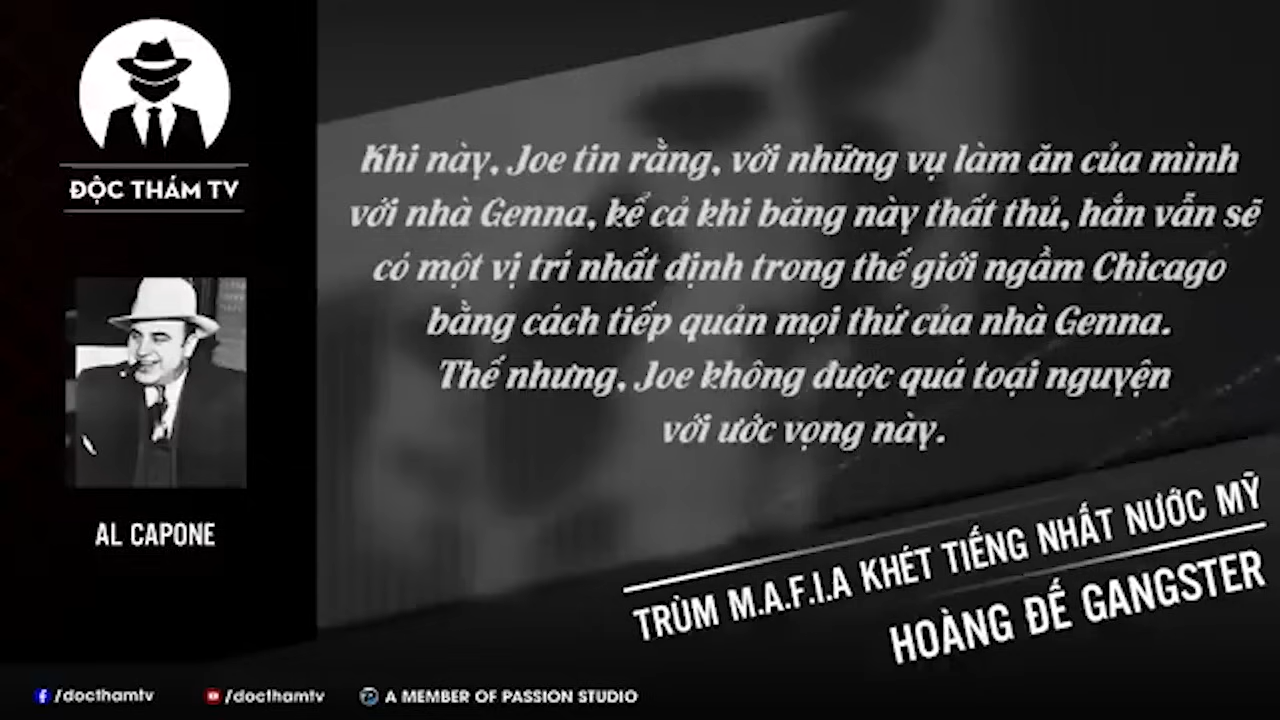 ĐỘC THÁM TV
AL CAPONE
Khi này, Joe tin rằng, với những vụ làm ăn của mình
với nhà Genna, kể cả khi băng này thất thủ, hắn vẫn sẽ
có một vị trí nhất định trong thế giới ngầm Chicago
bằng cách tiếp quản mọi thứ của nhà Genna.
Thế nhưng, Joe không được quá toại nguyện
với ước vọng này.
TRÙM M.A.F.I.A KHÉT TIẾNG NHẤT NƯỚC MỸ
HOÀNG ĐẾ GANGSTER
/docthamtv
/docthamtv
A MEMBER OF PASSION STUDIO